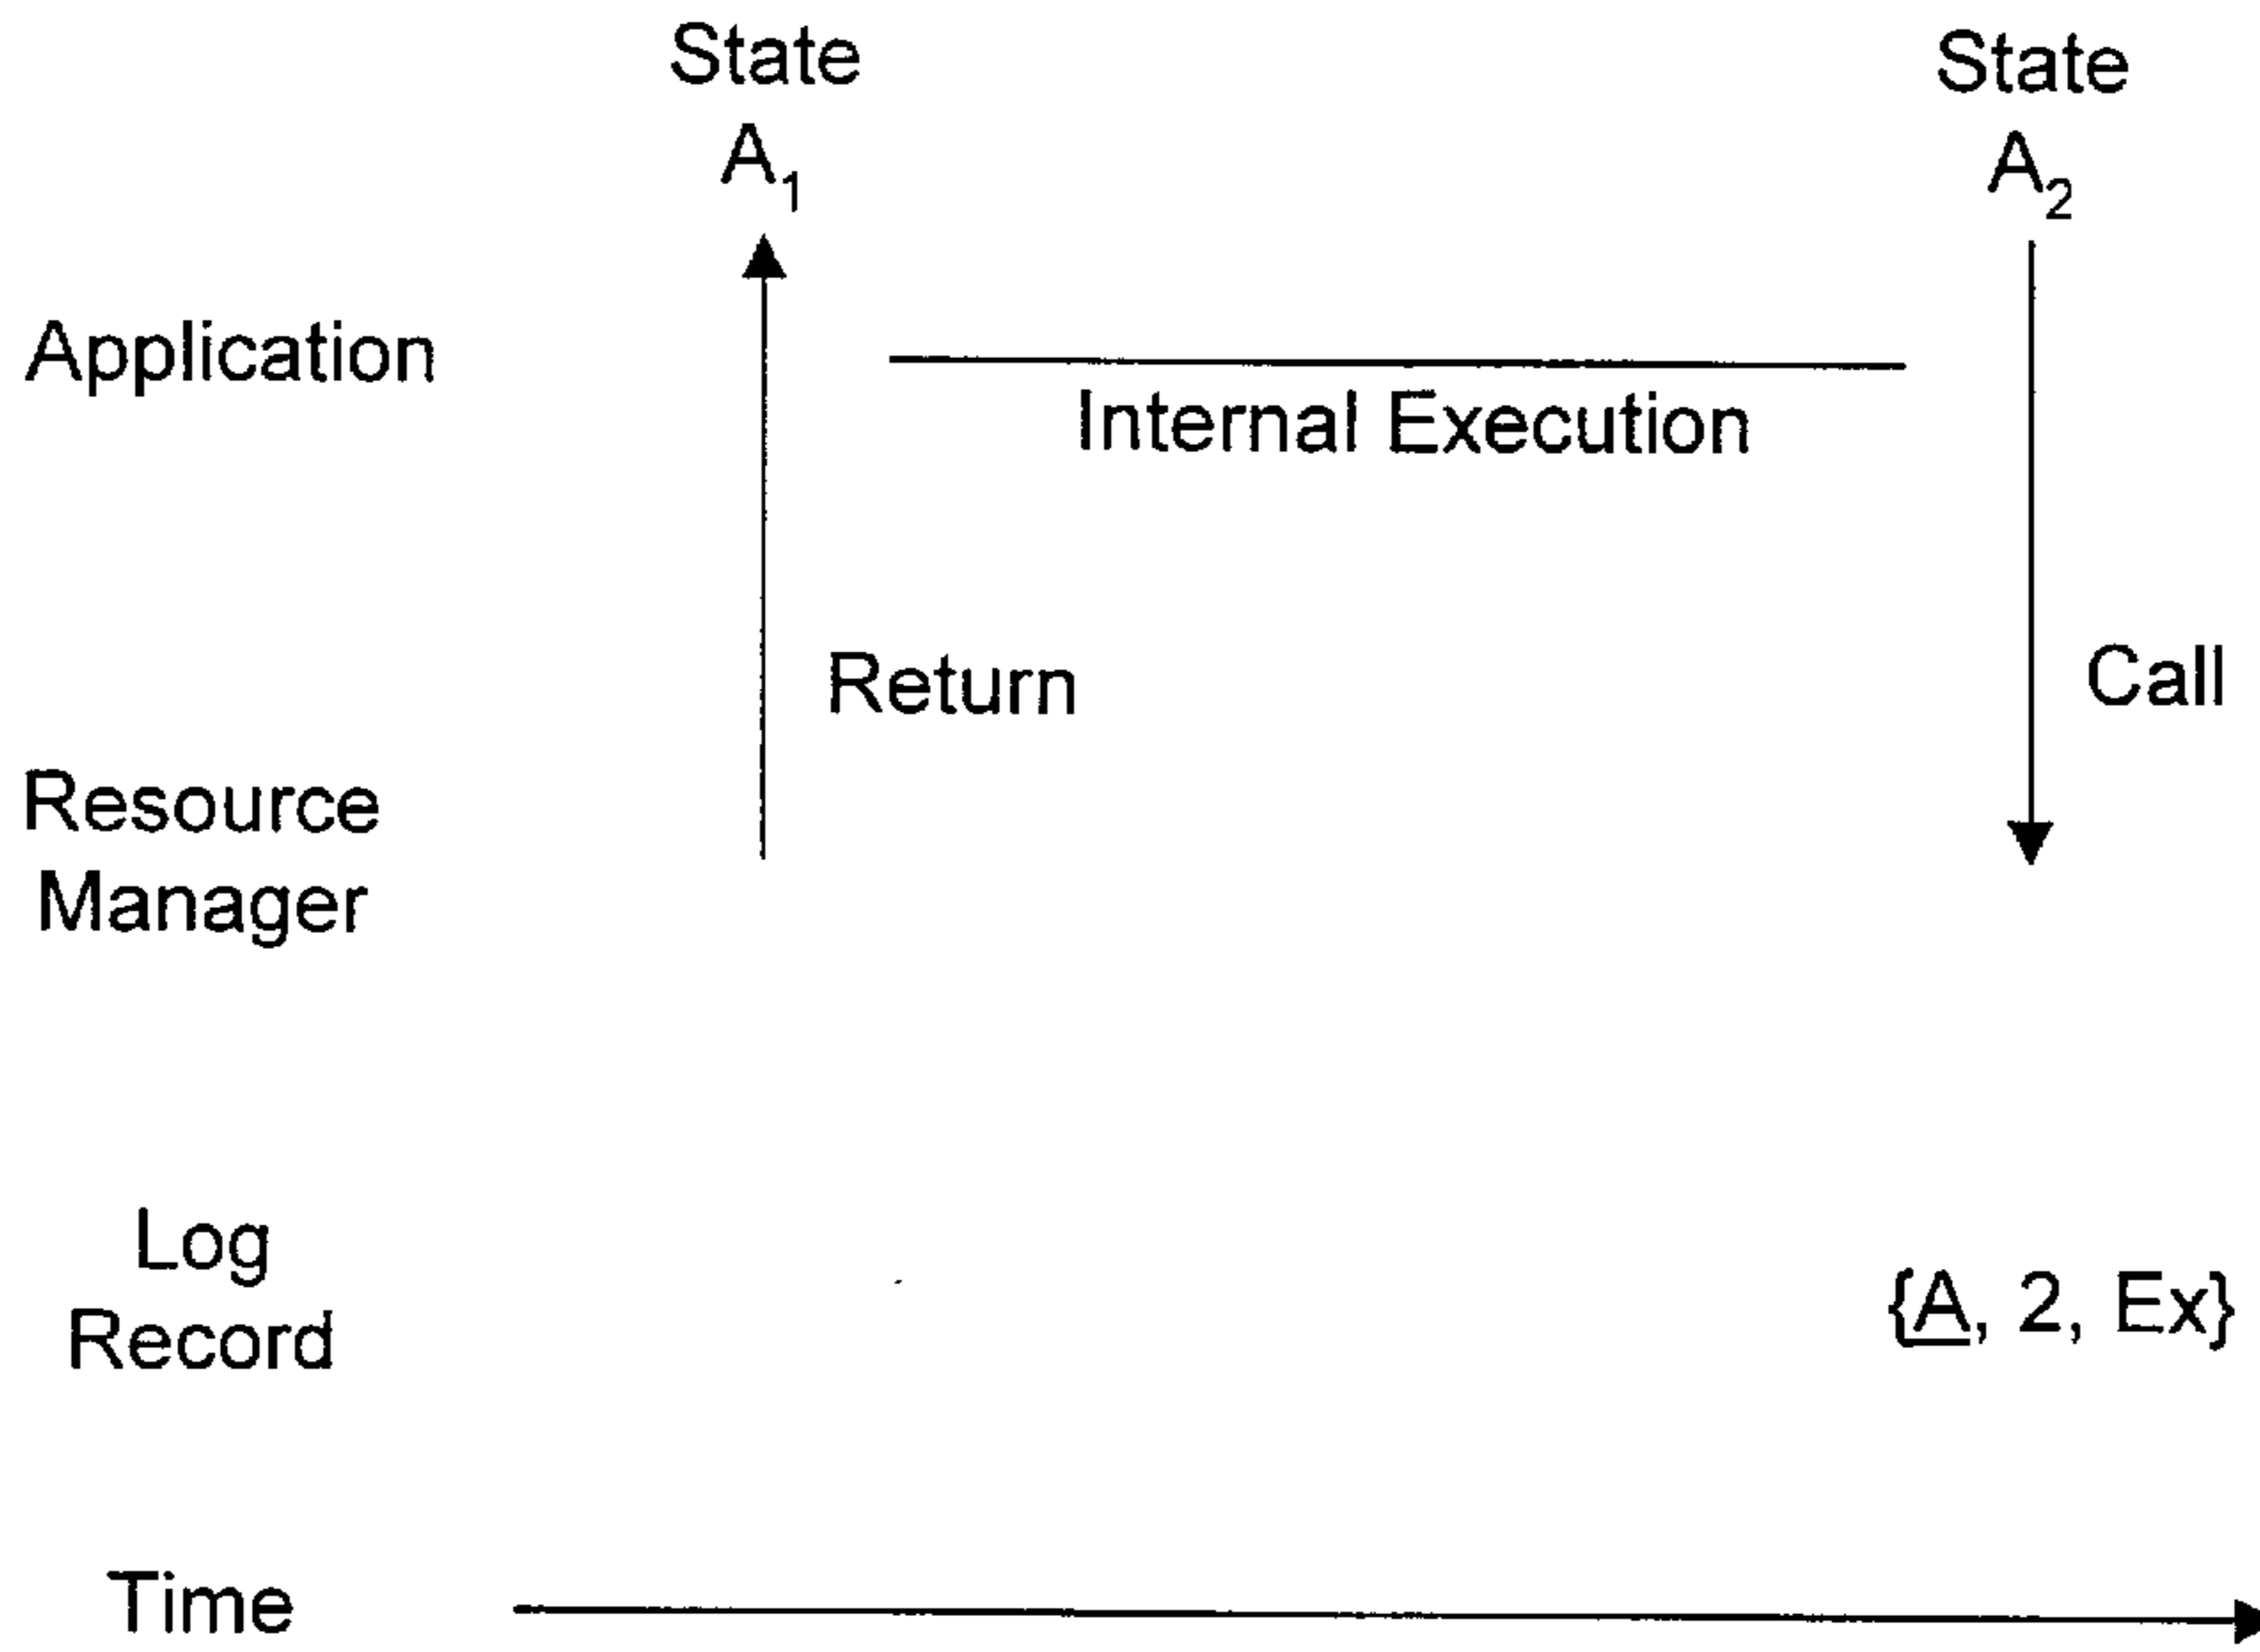 State
A₁
State
A₂
Application
Internal Execution
Return
Call
Resource
Manager
Log
Record
{A, 2, Ex}
Time